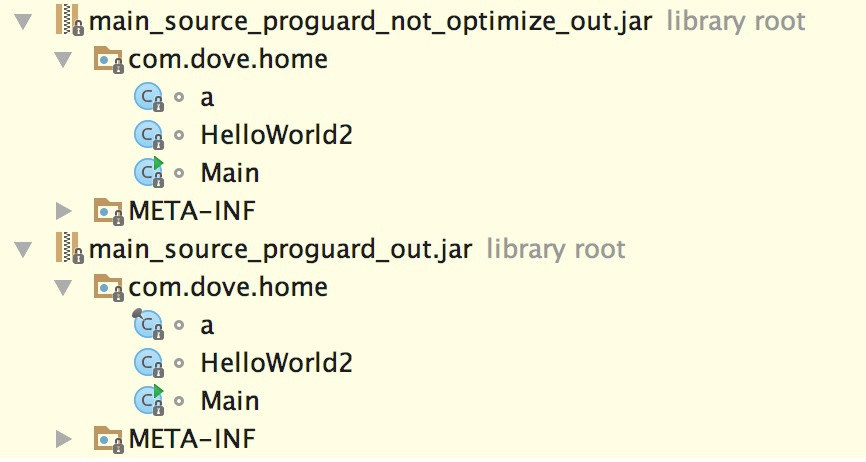 main_source_proguard_not_optimize_out.jar library root
com.dove.home
C a
C HelloWorld2
C Main
META-INF
main_source_proguard_out.jar library root
com.dove.home
C a
C HelloWorld2
C Main
META-INF